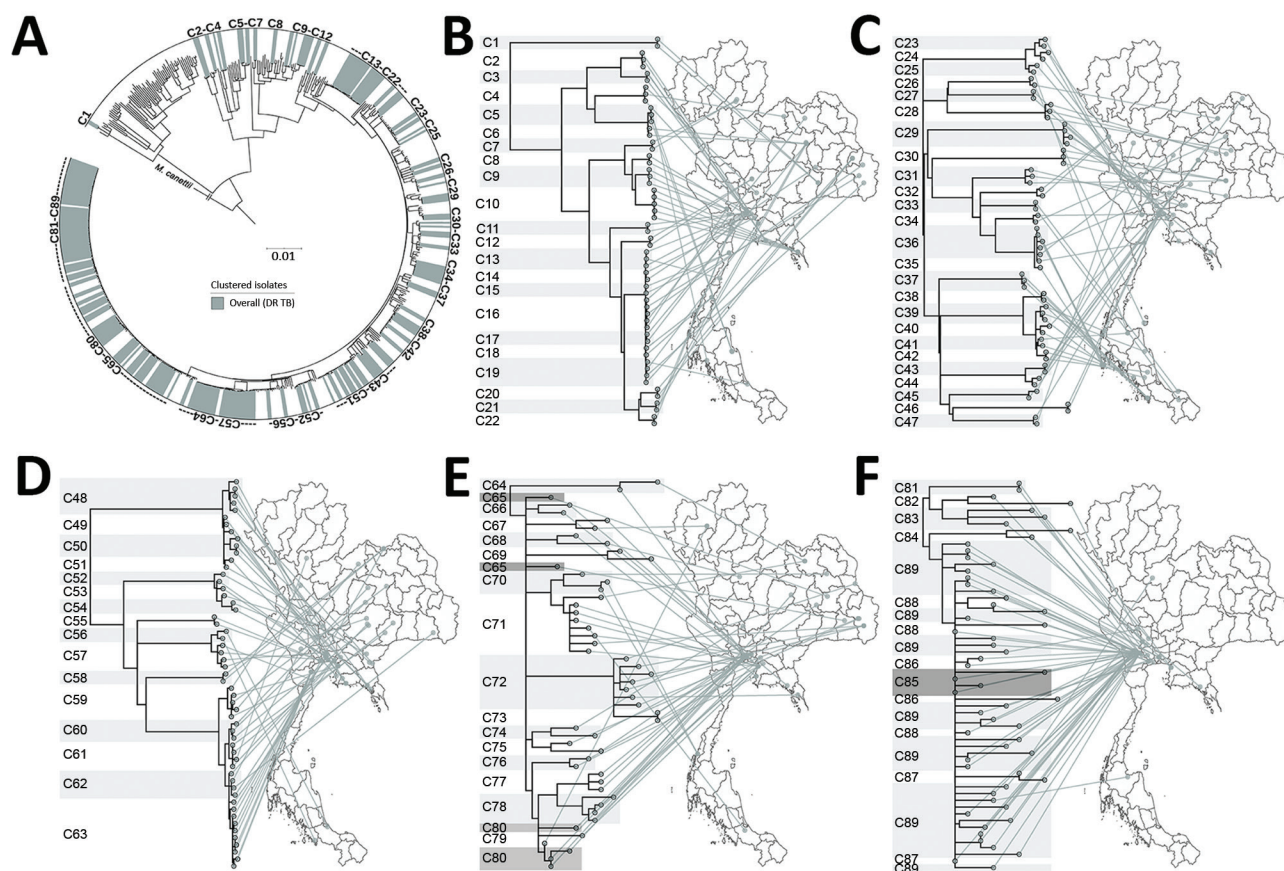 A
C1
C2-C4
C5-C7
C8
C9-C12
---C13-C22---
C23-C25
C26-C29
C30-C33
C34-C37
C38-C42
---C43-C51---
C52-C56-
-----C57-C64-----
C65-C80
C81-C89
M. canettii
0.01
Clustered isolates
Overall (DR TB)
B
C1
C2
C3
C4
C5
C6
C7
C8
C9
C10
C11
C12
C13
C14
C15
C16
C17
C18
C19
C20
C21
C22
C
C23
C24
C25
C26
C27
C28
C29
C30
C31
C32
C33
C34
C36
C35
C37
C38
C39
C40
C41
C42
C43
C44
C45
C46
C47
D
C48
C49
C50
C51
C52
C53
C54
C55
C56
C57
C58
C59
C60
C61
C62
C63
E
C64
C65
C66
C67
C68
C69
C65
C70
C71
C72
C73
C74
C75
C76
C77
C78
C80
C79
C80
F
C81
C82
C83
C84
C89
C88
C89
C88
C89
C86
C85
C86
C89
C88
C89
C87
C89
C87
C89